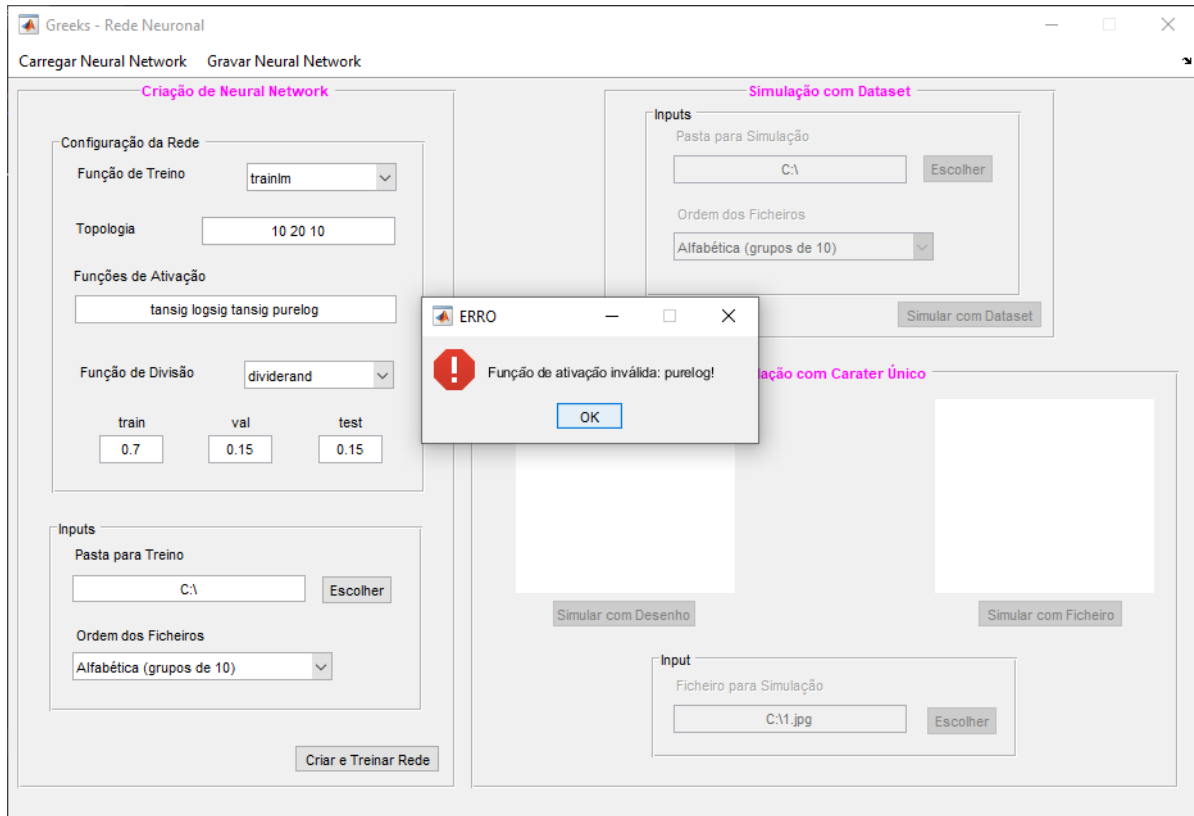 Greeks - Rede Neuronal
Carregar Neural Network Gravar Neural Network
Criação de Neural Network
Configuração da Rede
Função de Treino
trainlm
Topologia
10 20 10
Funções de Ativação
tansig logsig tansig purelog
Função de Divisão
dividerand
train val test
0.7 0.15 0.15
Inputs
Pasta para Treino
C:\
Escolher
Ordem dos Ficheiros
Alfabética (grupos de 10)
Criar e Treinar Rede
Simulação com Dataset
Inputs
Pasta para Simulação
C:\
Escolher
Ordem dos Ficheiros
Alfabética (grupos de 10)
Simular com Dataset
ERRO
Função de ativação inválida: purelog!
OK
lação com Carater Único
Simular com Desenho
Simular com Ficheiro
Input
Ficheiro para Simulação
C:\1.jpg
Escolher